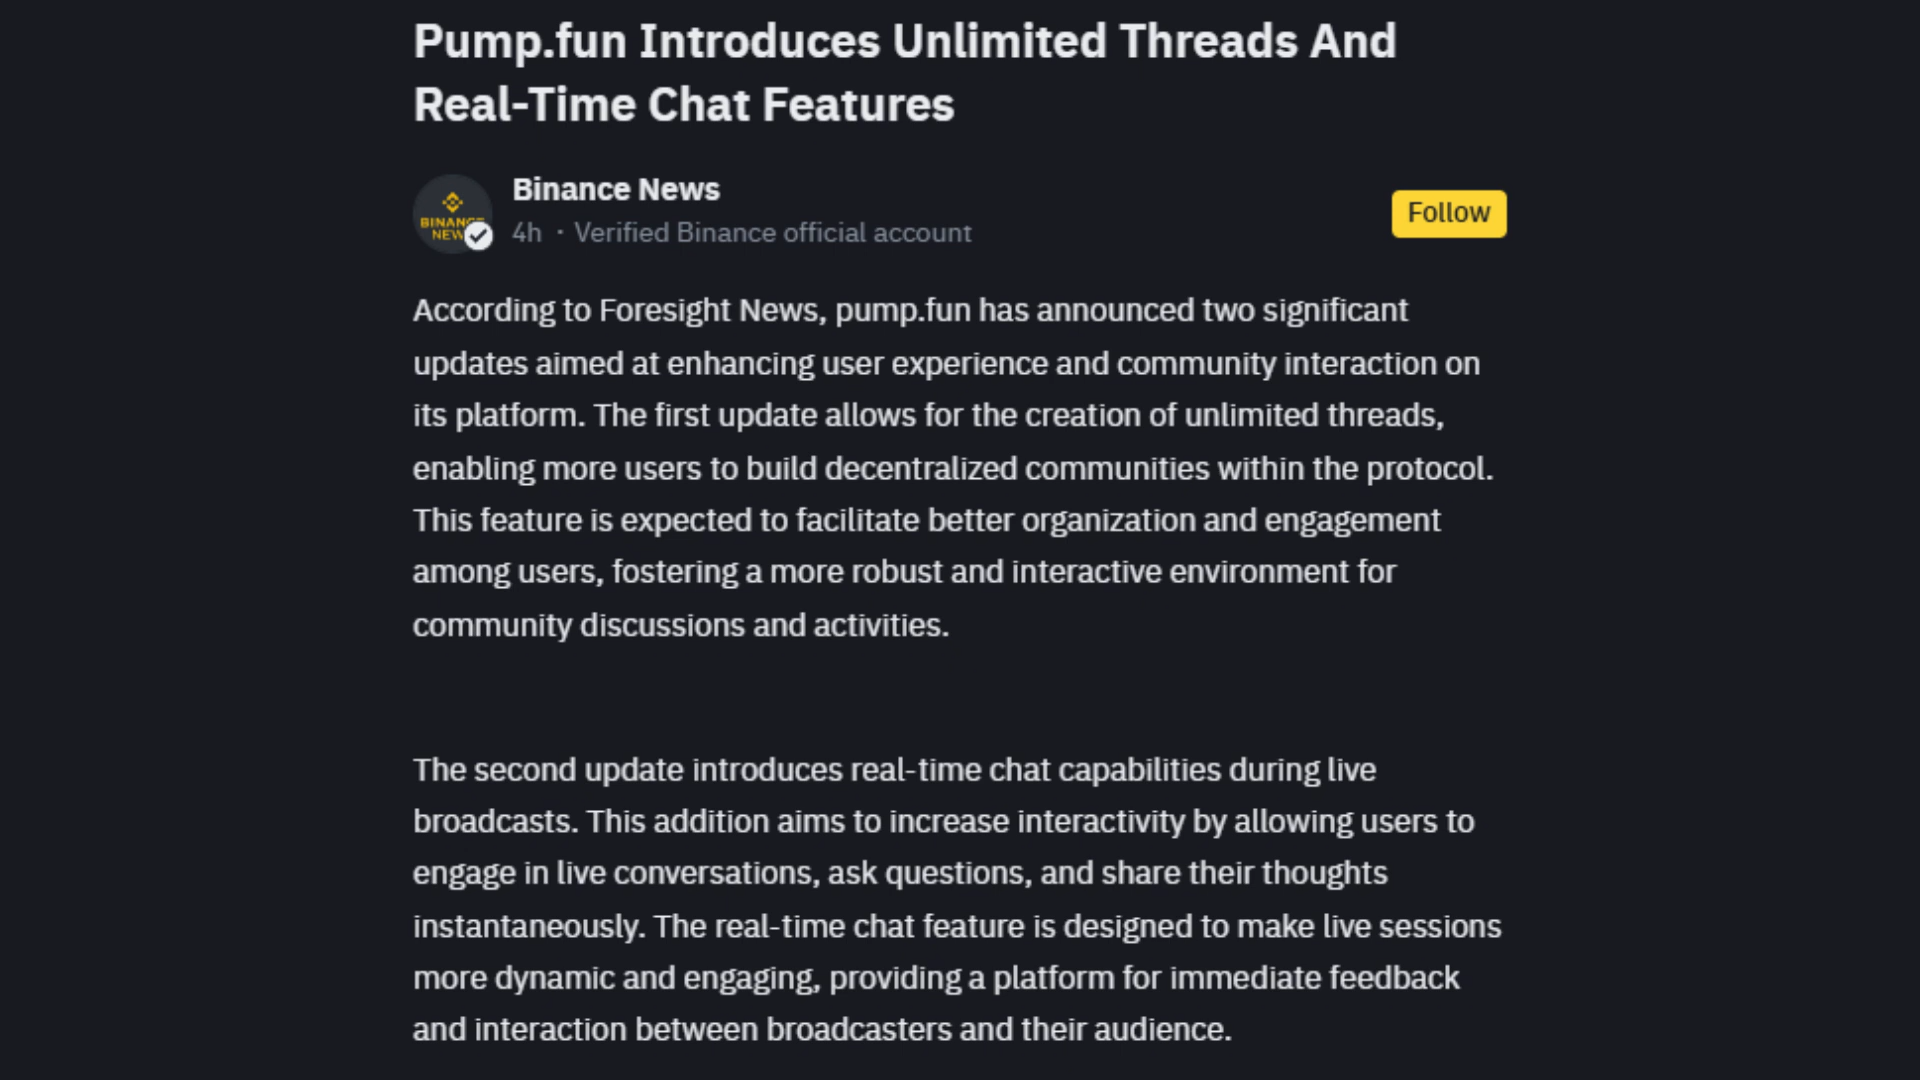 Pump.fun Introduces Unlimited Threads And
Real-Time Chat Features
BINANCE
NEW
Binance News
4h · Verified Binance official account
Follow
According to Foresight News, pump.fun has announced two significant
updates aimed at enhancing user experience and community interaction on
its platform. The first update allows for the creation of unlimited threads,
enabling more users to build decentralized communities within the protocol.
This feature is expected to facilitate better organization and engagement
among users, fostering a more robust and interactive environment for
community discussions and activities.
The second update introduces real-time chat capabilities during live
broadcasts. This addition aims to increase interactivity by allowing users to
engage in live conversations, ask questions, and share their thoughts
instantaneously. The real-time chat feature is designed to make live sessions
more dynamic and engaging, providing a platform for immediate feedback
and interaction between broadcasters and their audience.